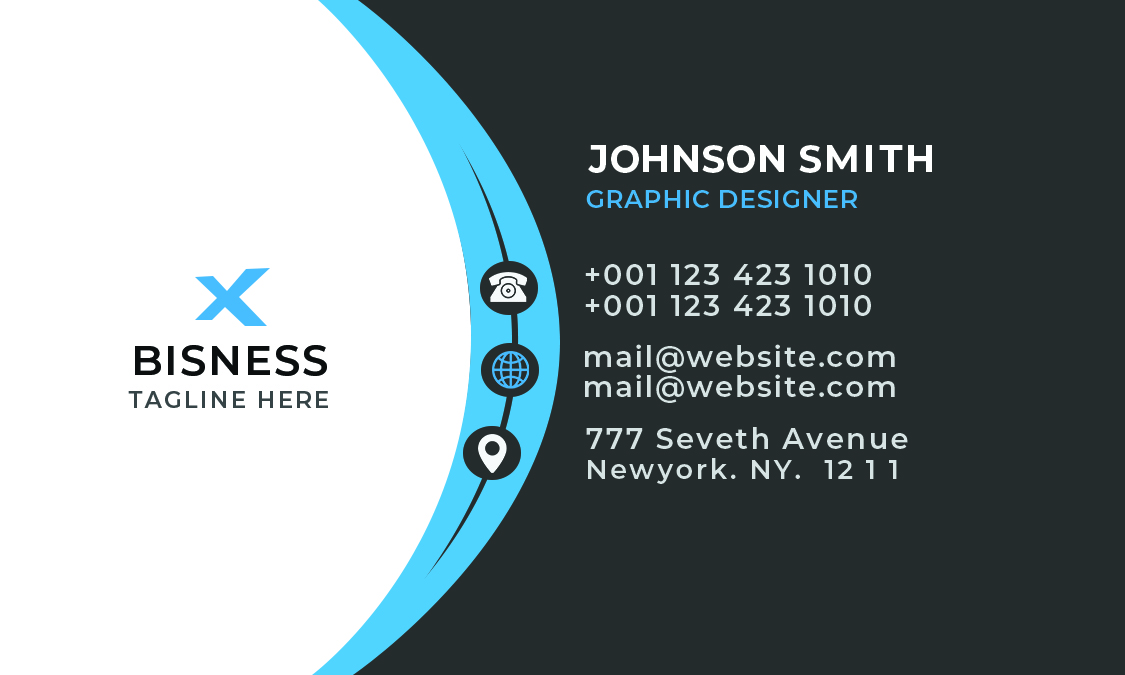 BISNESS
TAGLINE HERE
JOHNSON SMITH
GRAPHIC DESIGNER
+001 123 423 1010
+001 123 423 1010
mail@website.com
mail@website.com
777 Seveth Avenue
Newyork. NY.  12 1 1